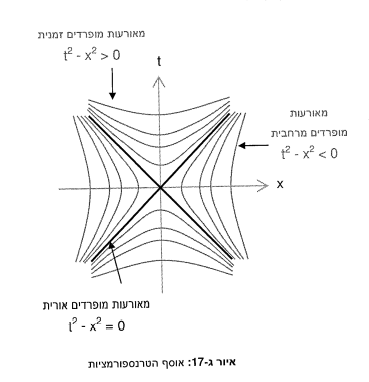 מאורעות מופרדים זמנית
t² - x² > 0
t
מאורעות
מופרדים מרחבית
t² - x² < 0
x
מאורעות מופרדים אורית
t² - x² = 0
איור ג-17: אוסף הטרנספורמציות